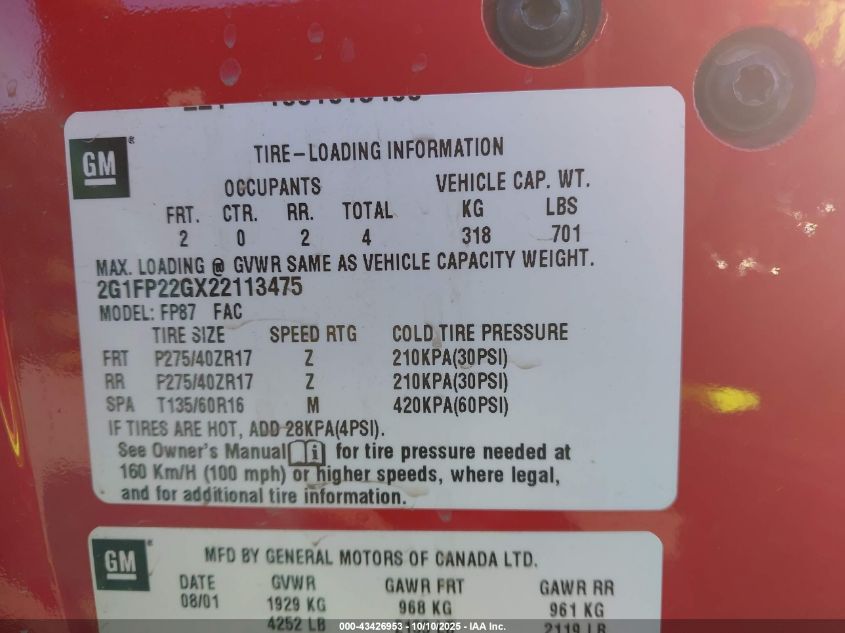 GM
TIRE-LOADING INFORMATION
OCCUPANTS VEHICLE CAP. WT.
FRT. CTR. RR. TOTAL KG LBS
2 0 2 4 318 701
MAX. LOADING @ GVWR SAME AS VEHICLE CAPACITY WEIGHT.
2G1FP22GX22113475
MODEL: FP87 FAC
TIRE SIZE SPEED RTG COLD TIRE PRESSURE
FRT P275/40ZR17 Z 210KPA(30PSI)
RR P275/40ZR17 Z 210KPA(30PSI)
SPA T135/60R16 M 420KPA(60PSI)
IF TIRES ARE HOT, ADD 28KPA(4PSI).
See Owner's Manual i for tire pressure needed at
160 Km/H (100 mph) or higher speeds, where legal,
and for additional tire information.
GM MFD BY GENERAL MOTORS OF CANADA LTD.
DATE GVWR GAWR FRT GAWR RR
08/01 1929 KG 968 KG 961 KG
4252 LB 2119 LB
000-43426953 - 10/10/2025 - IAA Inc.